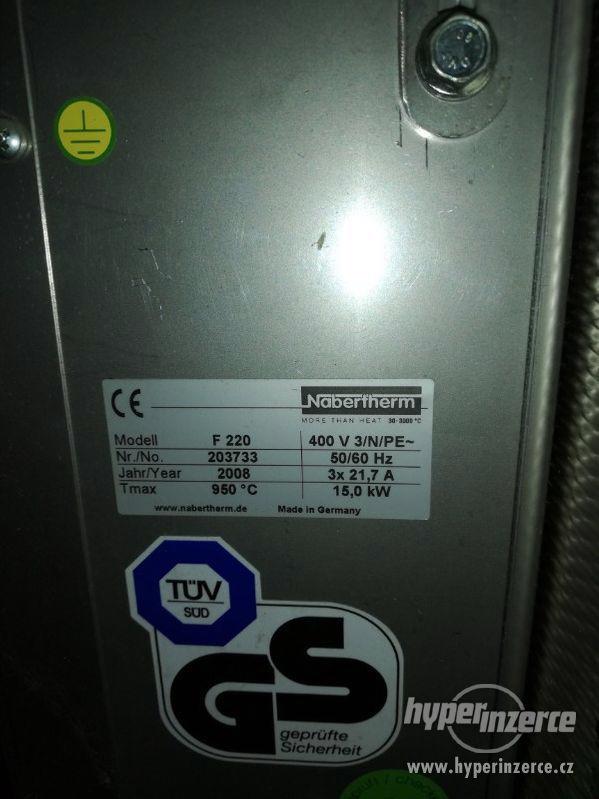 CE
Nabertherm
MORE THAN HEAT 30-3000 °C
Modell F 220 400 V 3/N/PE~
Nr./No. 203733 50/60 Hz
Jahr/Year 2008 3x 21,7 A
Tmax 950 °C 15,0 kW
www.nabertherm.de Made in Germany
TÜV
SÜD
GS
geprüfte
Sicherheit
hyperinzerce
www.hyperinzerce.cz